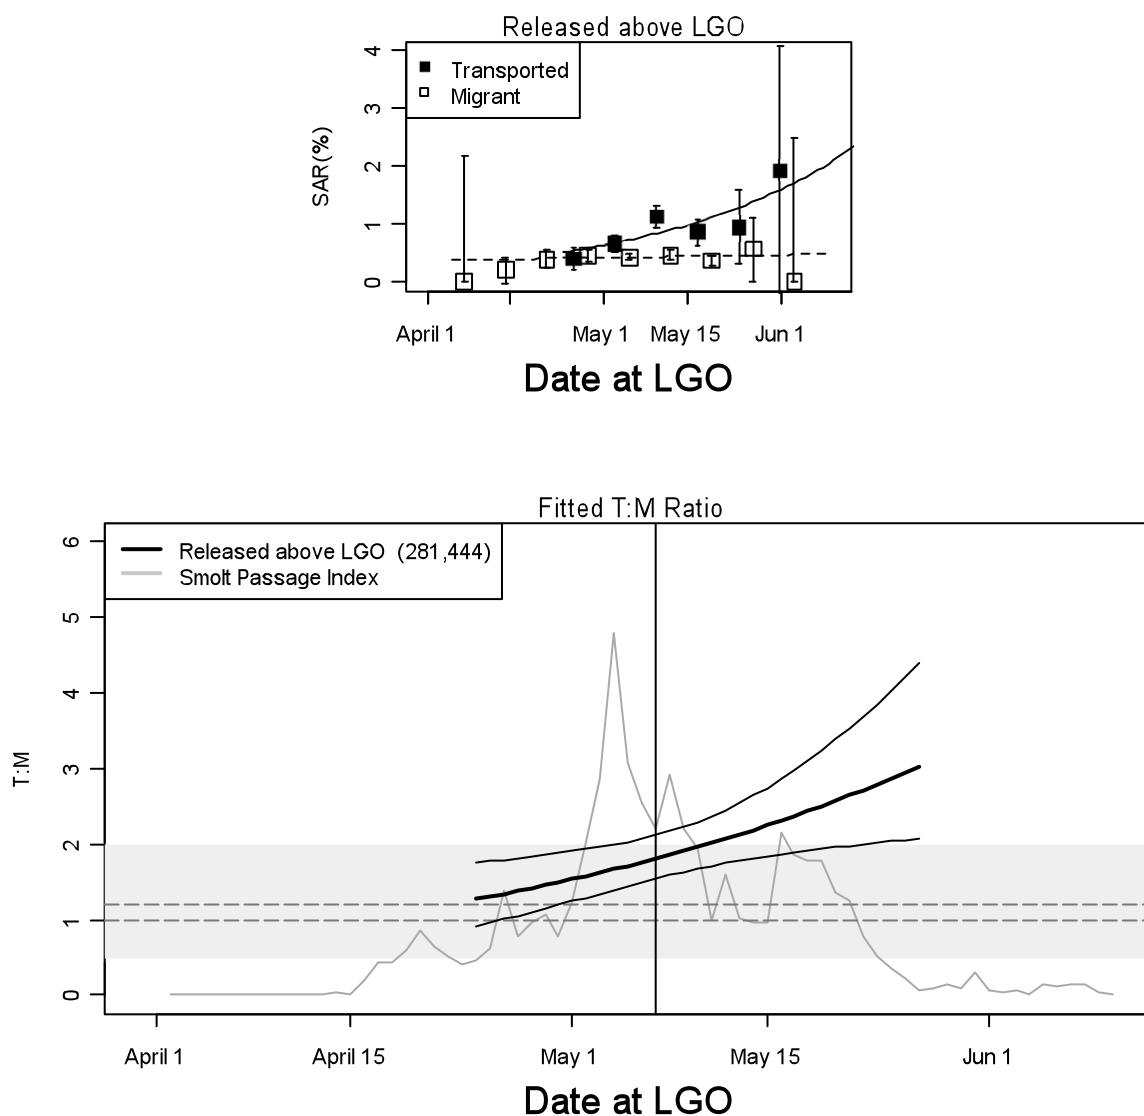 Released above LGO
4
3
2
1
0
SAR(%)
Transported
Migrant
April 1
May 1
May 15
Jun 1
Date at LGO
Fitted T:M Ratio
6
5
4
3
2
1
0
T:M
Released above LGO (281,444)
Smolt Passage Index
April 1
April 15
May 1
May 15
Jun 1
Date at LGO